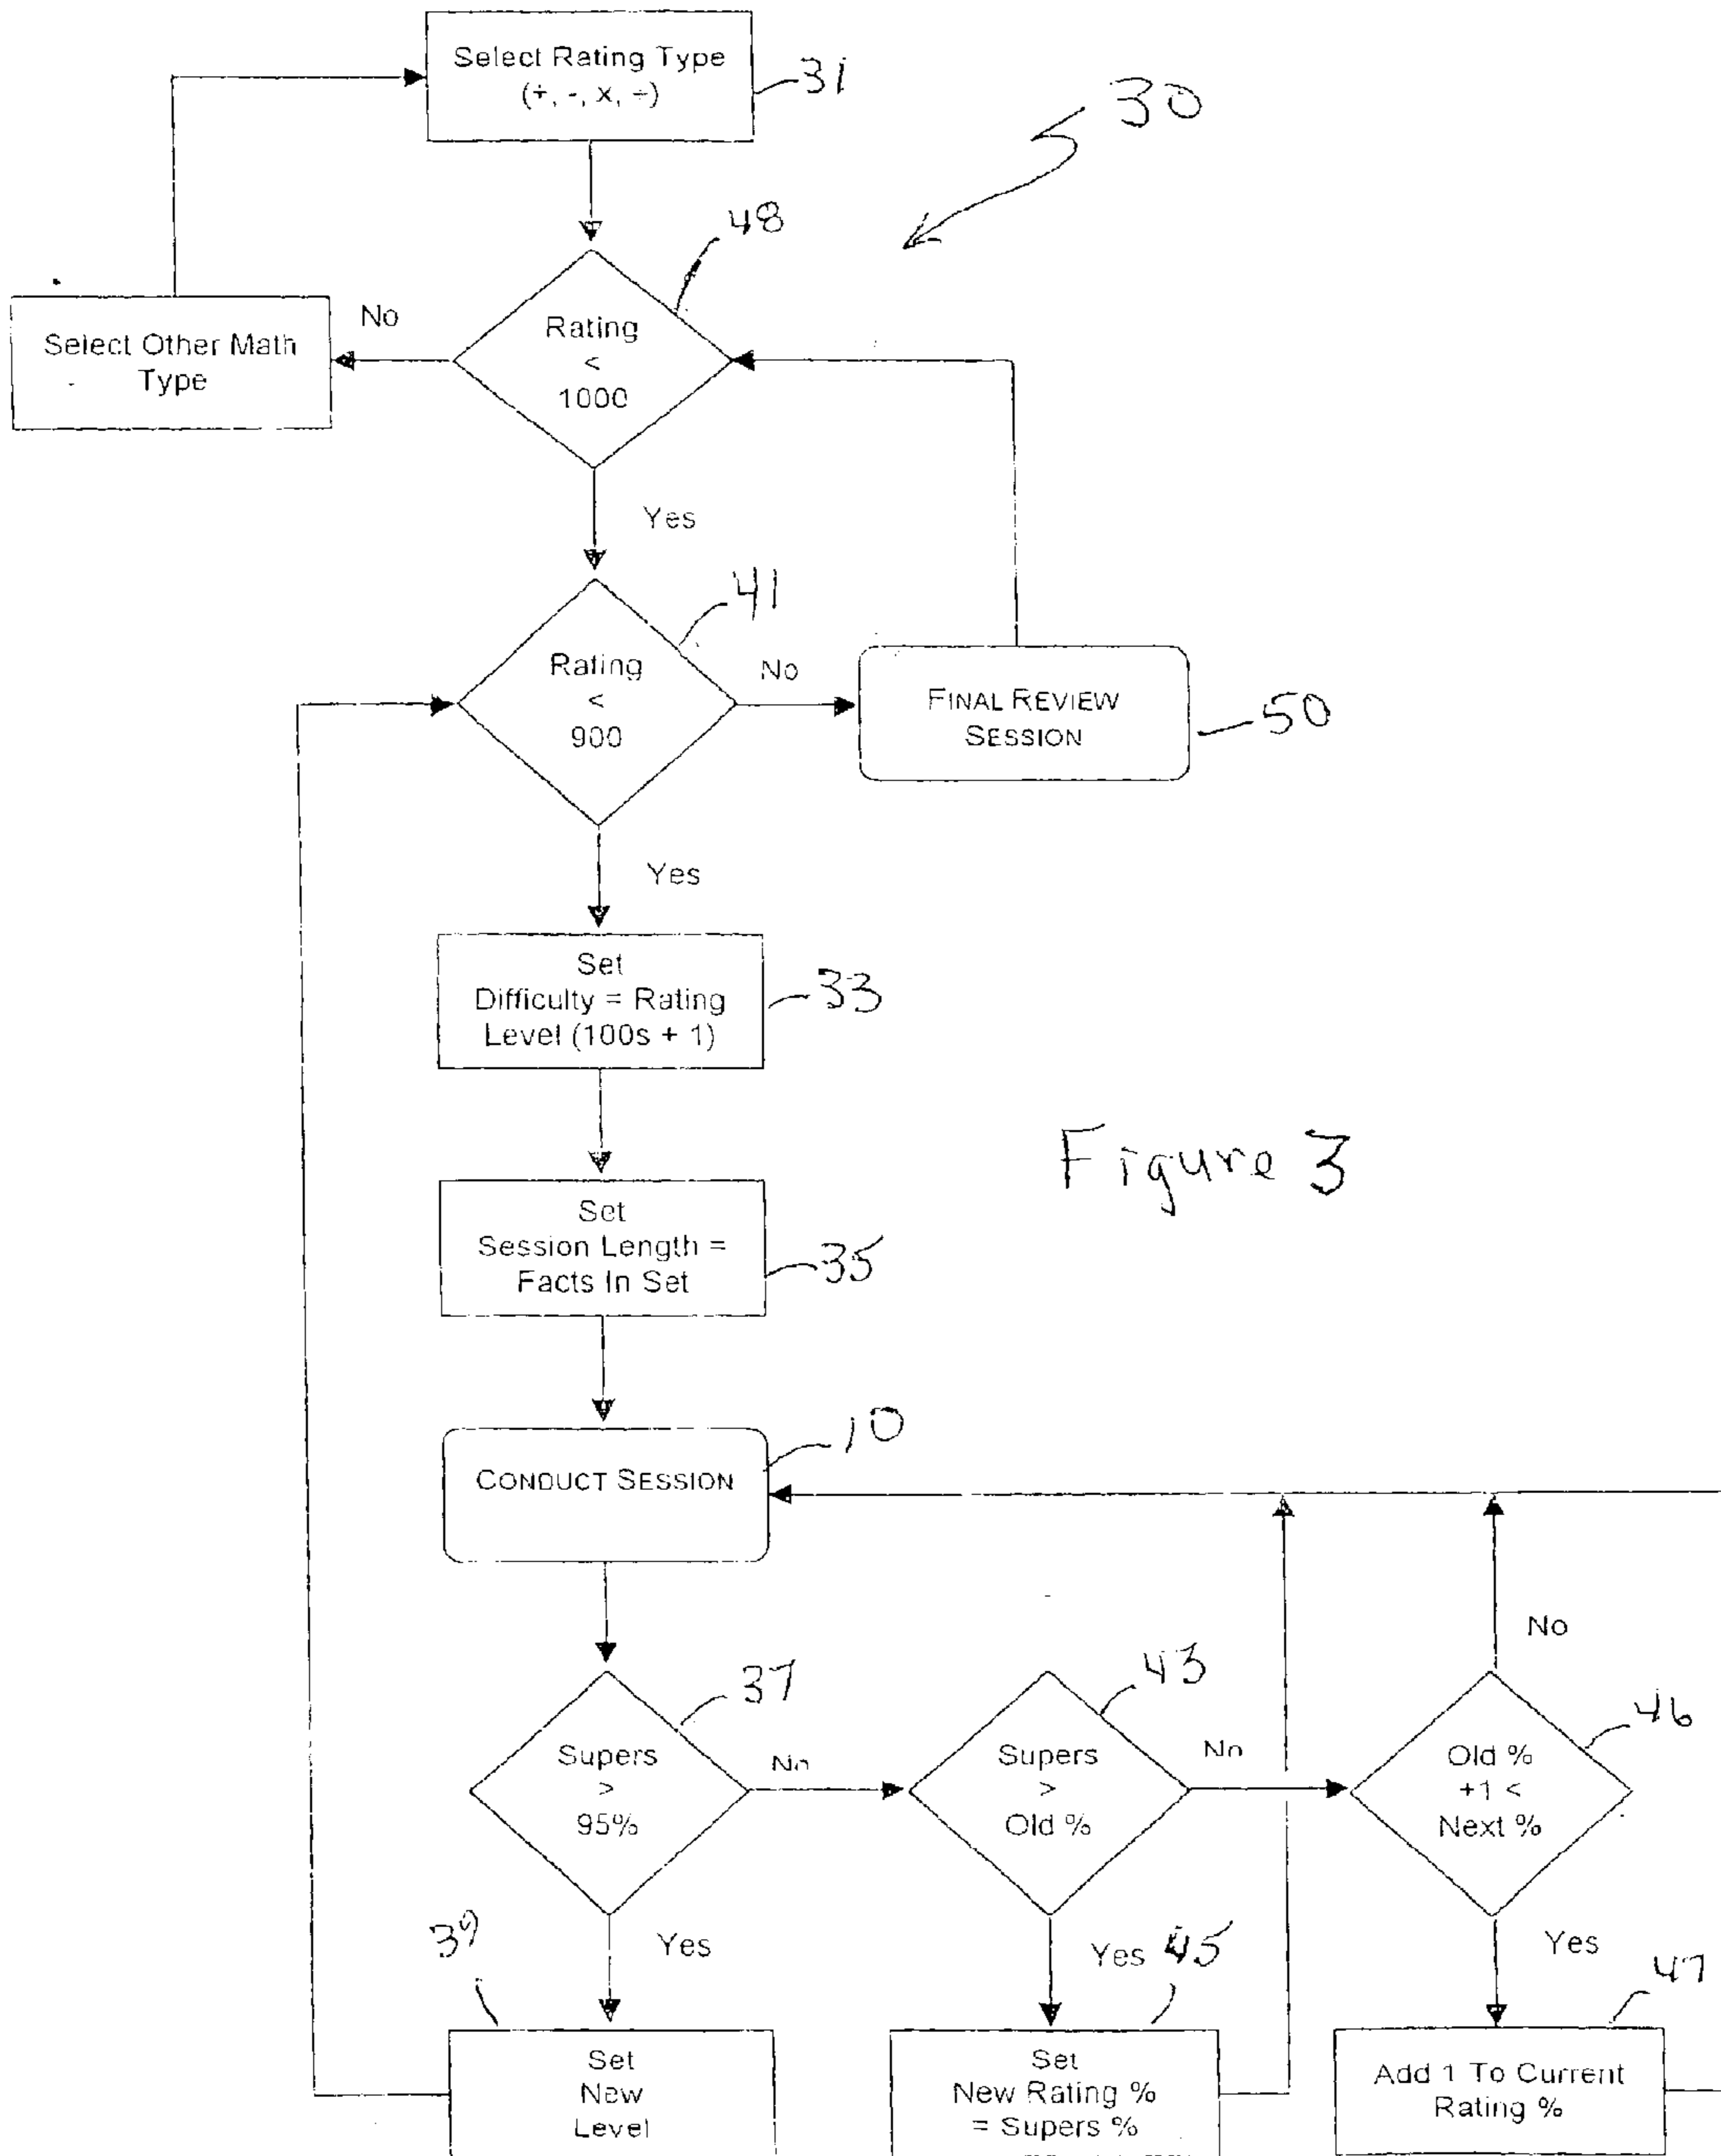 Select Rating Type
(+, -, x, ÷)
31
30
48
No
Select Other Math
Type
Rating
<
1000
Yes
41
Rating
<
900
No
FINAL REVIEW
SESSION
50
Yes
Set
Difficulty = Rating
Level (100s + 1)
33
Figure 3
Set
Session Length =
Facts In Set
35
10
CONDUCT SESSION
No
37
43
46
Supers
>
95%
No
Supers
>
Old %
No
Old %
+1 <
Next %
39
Yes
Yes
45
Yes
47
Set
New
Level
Set
New Rating %
= Supers %
Add 1 To Current
Rating %